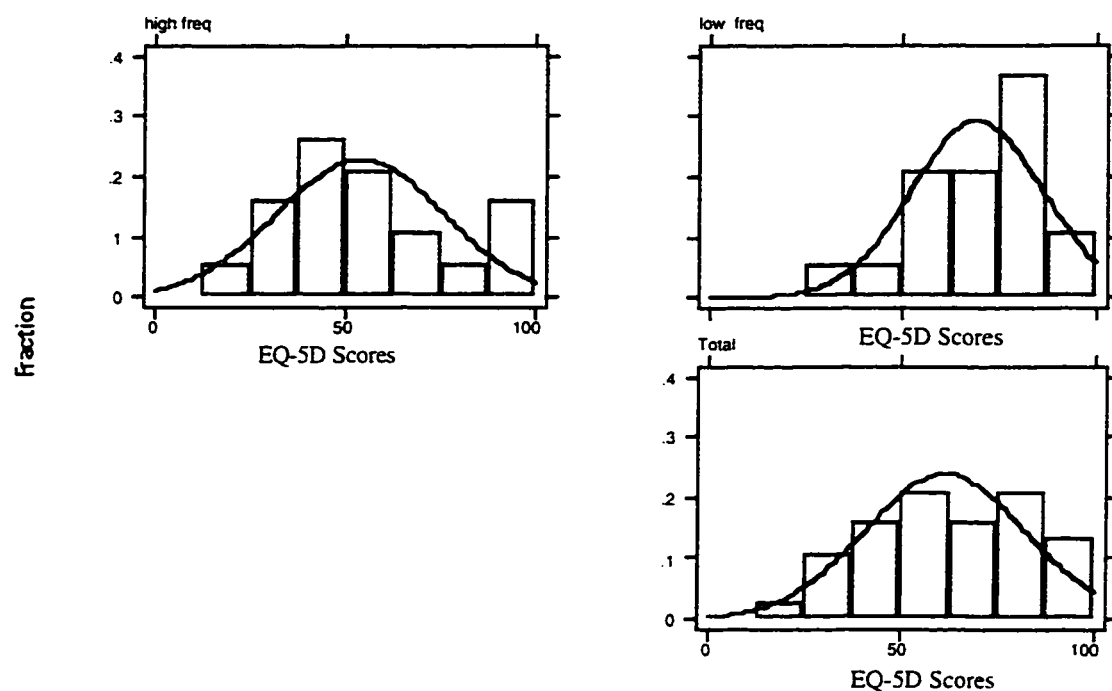 high freq
low freq
.4
.3
.2
.1
0
Fraction
0
50
100
EQ-5D Scores
EQ-5D Scores
Total
.4
.3
.2
.1
0
0
50
100
EQ-5D Scores